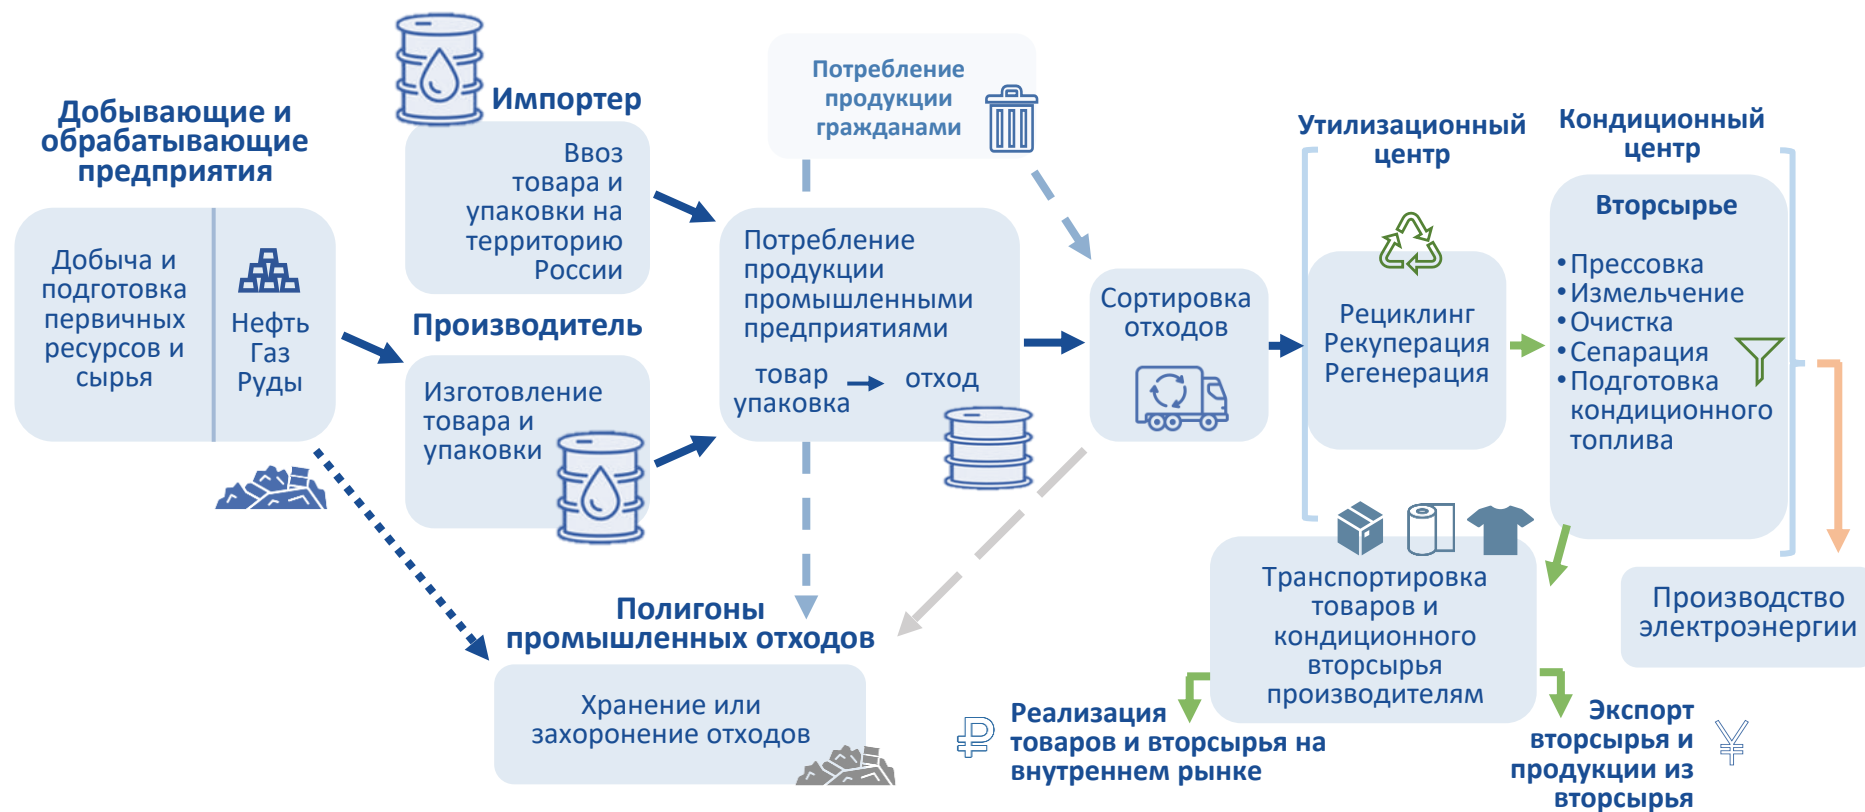 Добывающие и
обрабатывающие
предприятия
Добыча и
подготовка
первичных
ресурсов и
сырья
Нефть
Газ
Руды
Импортер
Ввоз
товара и
упаковки на
территорию
России
Производитель
Изготовление
товара и
упаковки
Потребление
продукции
гражданами
Потребление
продукции
промышленными
предприятиями
товар
упаковка
отход
Сортировка
отходов
Утилизационный
центр
Рециклинг
Рекуперация
Регенерация
Кондиционный
центр
Вторсырье
• Прессовка
• Измельчение
• Очистка
• Сепарация
• Подготовка
кондиционного
топлива
Полигоны
промышленных отходов
Хранение или
захоронение отходов
Транспортировка
товаров и
кондиционного
вторсырья
производителям
Производство
электроэнергии
₽
Реализация
товаров и вторсырья на
внутреннем рынке
Экспорт
вторсырья и
продукции из
вторсырья
¥